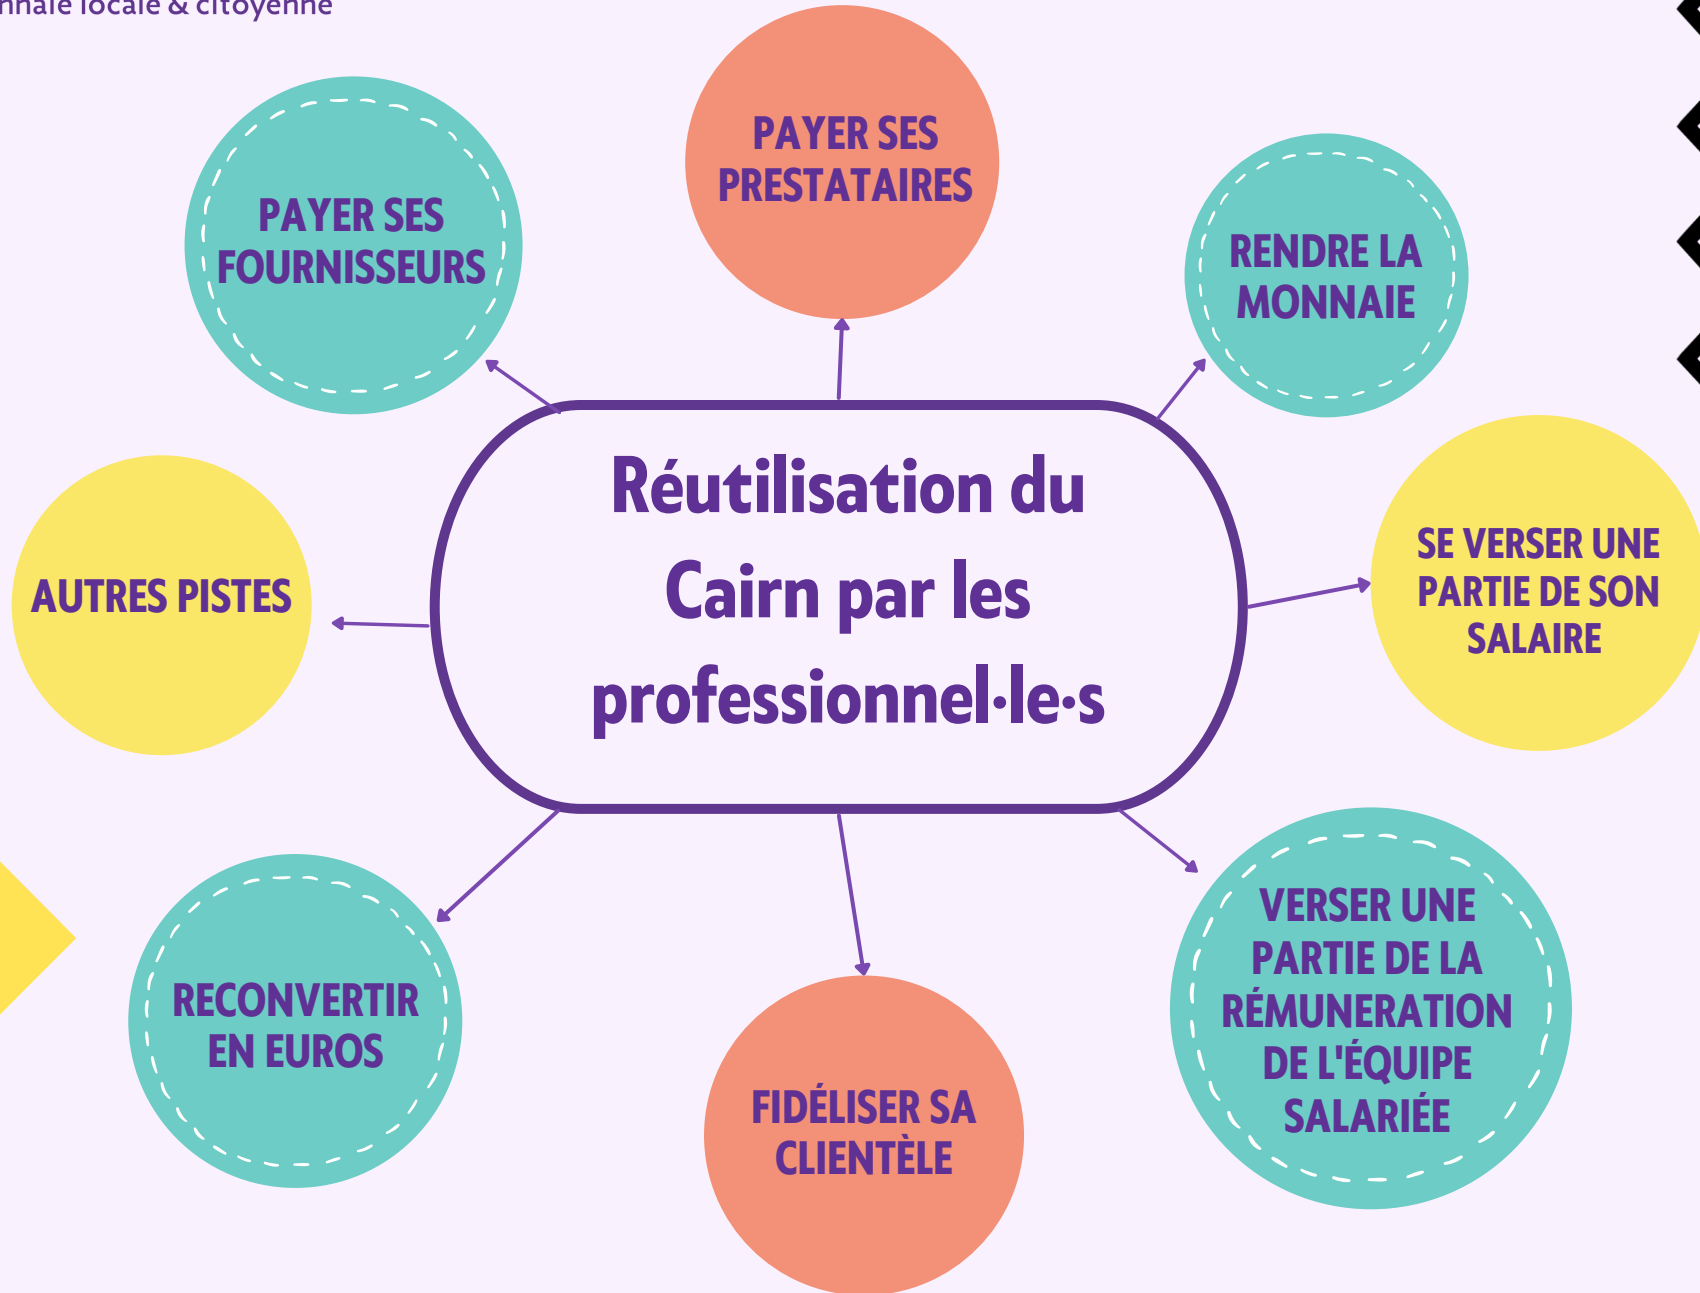 locale & citoyenne
PAYER SES
PRESTATAIRES
PAYER SES
FOURNISSEURS
RENDRE LA
MONNAIE
Réutilisation du
Cairn par les
professionnel·le·s
SE VERSER UNE
PARTIE DE SON
SALAIRE
AUTRES PISTES
VERSER UNE
PARTIE DE LA
RÉMUNERATION
DE L'ÉQUIPE
SALARIÉE
RECONVERTIR
EN EUROS
FIDÉLISER SA
CLIENTÈLE